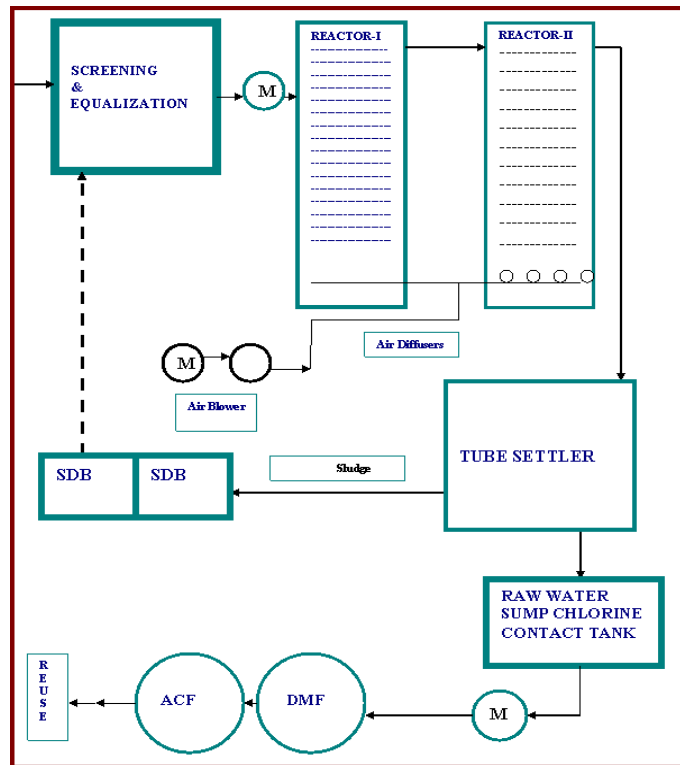 REACTOR-I
REACTOR-II
SCREENING
&
EQUALIZATION
M
Air Diffusers
M
Air Blower
TUBE SETTLER
SDB
SDB
Sludge
RAW WATER
SUMP CHLORINE
CONTACT TANK
REUSE
ACF
DMF
M